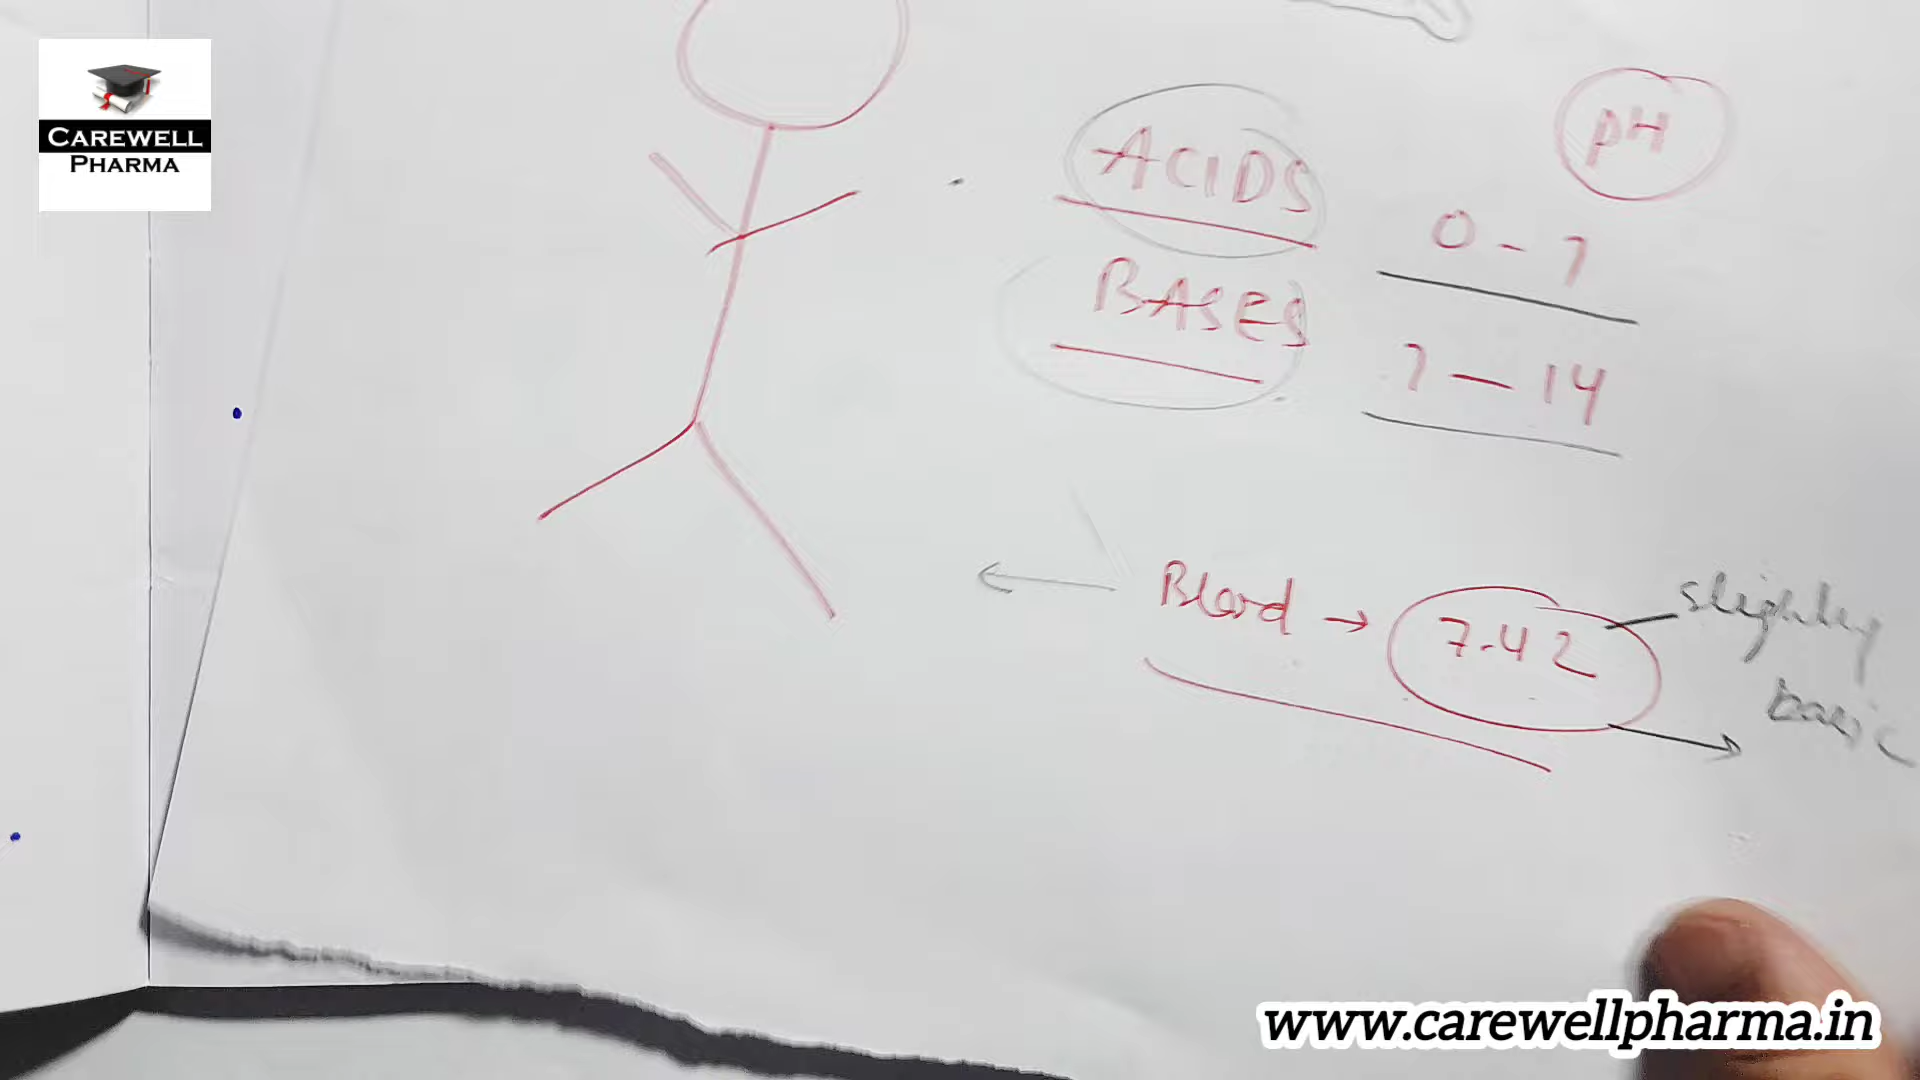 CAREWELL
PHARMA
pH
ACIDS 0 - 7
BASES 7 — 14
Blood → 7.42 slightly
basic
www.carewellpharma.in